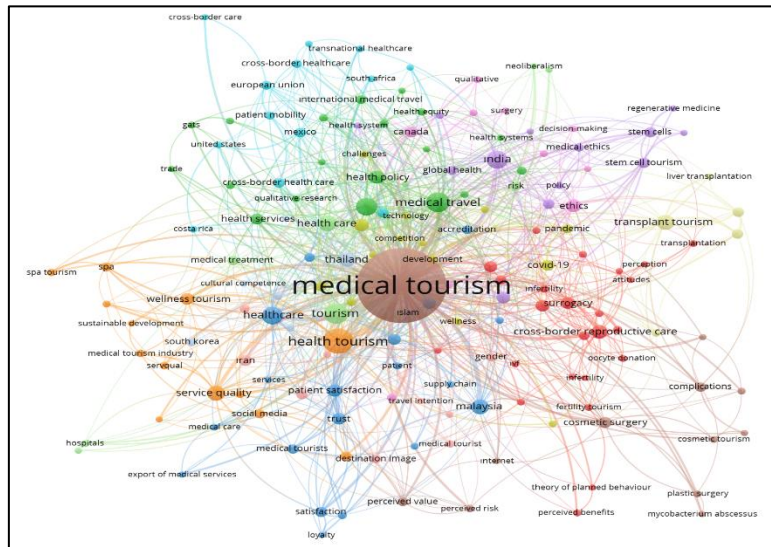 cross-border care
transnational healthcare
cross-border healthcare
neoliberalism
south africa
qualitative
european union
international medical travel
regenerative medicine
health equity
surgery
patient mobility
decision making
gats
health system
canada
stem cells
mexico
health systems
medical ethics
united states
challenges
india
liver transplantation
global health
stem cell tourism
trade
health policy
cross-border health care
risk
policy
qualitative research
medical travel
ethics
health services
technology
transplant tourism
health care
accreditation
pandemic
costa rica
competition
transplantation
medical treatment
thailand
development
covid-19
perception
spa tourism
spa
cultural competence
medical tourism
infertility
attitudes
wellness tourism
surrogacy
islam
healthcare
tourism
sustainable development
wellness
cross-border reproductive care
south korea
health tourism
medical tourism industry
iran
gender
oocyte donation
servqual
patient
ivf
services
infertility
supply chain
complications
service quality
patient satisfaction
travel intention
malaysia
fertility tourism
social media
trust
cosmetic surgery
medical care
hospitals
medical tourists
medical tourist
cosmetic tourism
destination image
internet
export of medical services
theory of planned behaviour
plastic surgery
perceived value
perceived risk
satisfaction
perceived benefits
mycobacterium abscessus
loyalty